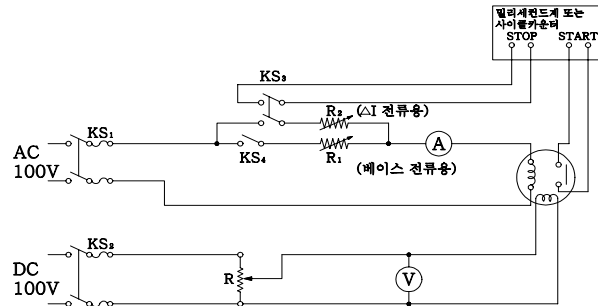 밀리세컨드계 또는
사이클카운터
STOP START
KS₃
R₂ (△I 전류용)
KS₁
AC
100V
KS₄
R₁
A
(베이스 전류용)
KS₂
DC
100V
R
V